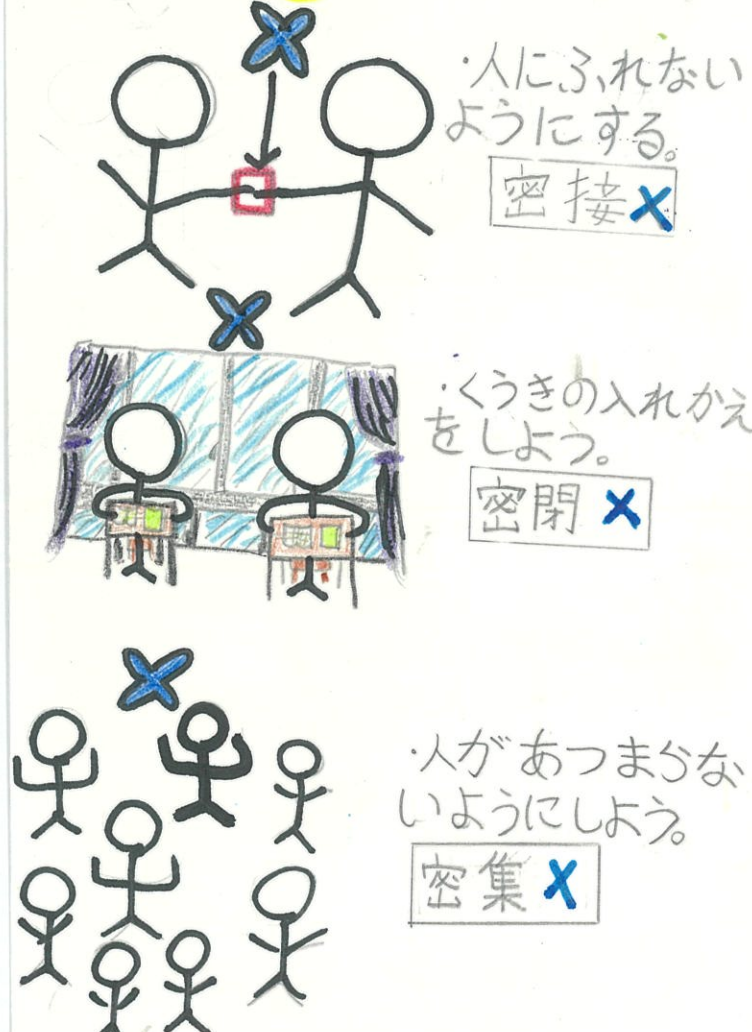 ・人にふれない
ようにする。
密接×
・くうきの入れかえ
をしよう。
密閉×
・人があつまらな
いようにしよう。
密集×